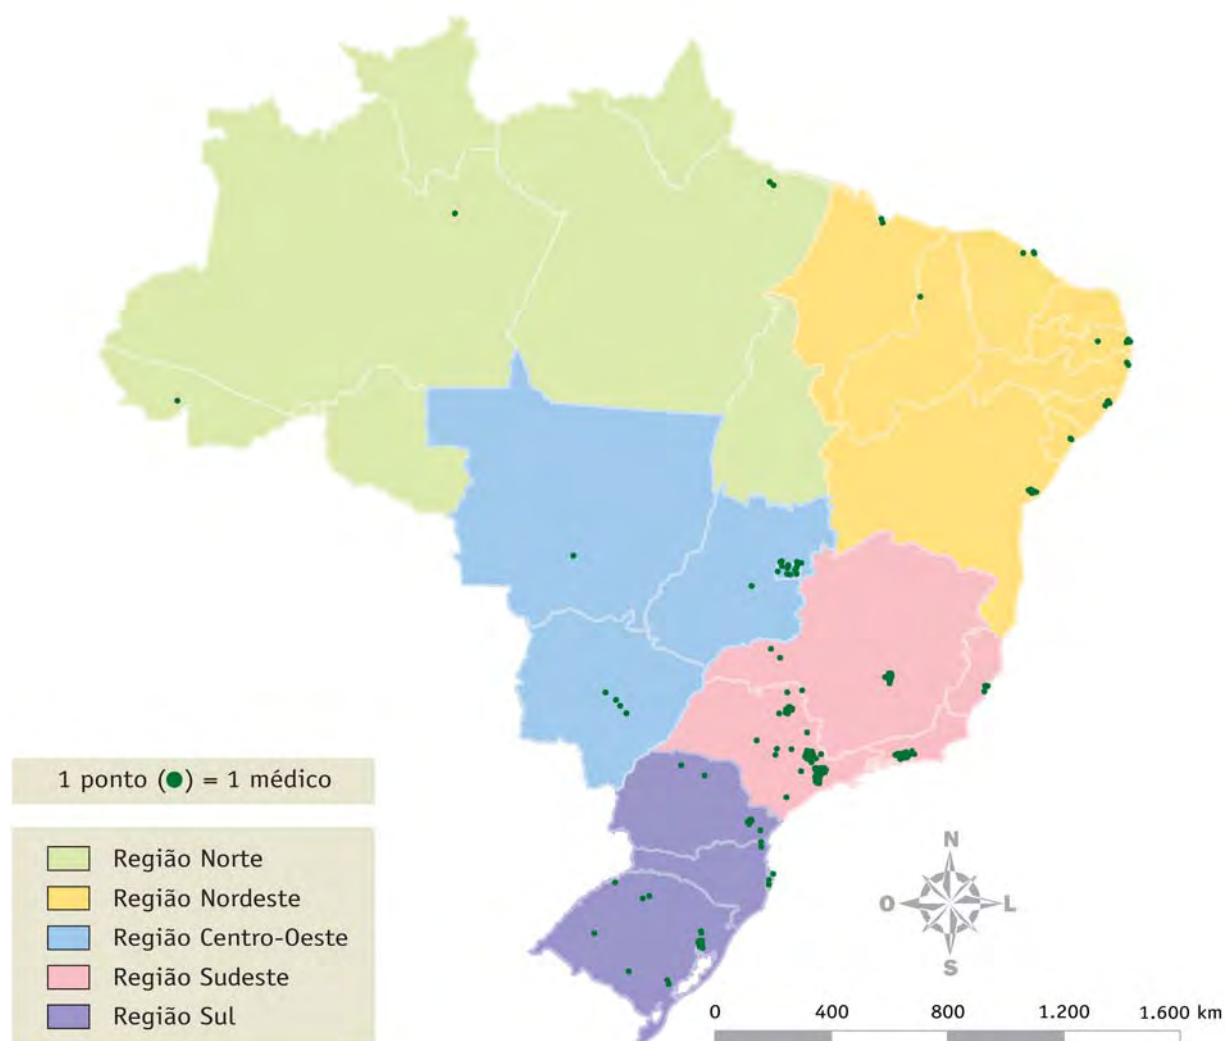 1 ponto (●) = 1 médico
Região Norte
Região Nordeste
Região Centro-Oeste
Região Sudeste
Região Sul
N
O
L
S
0 400 800 1.200 1.600 km